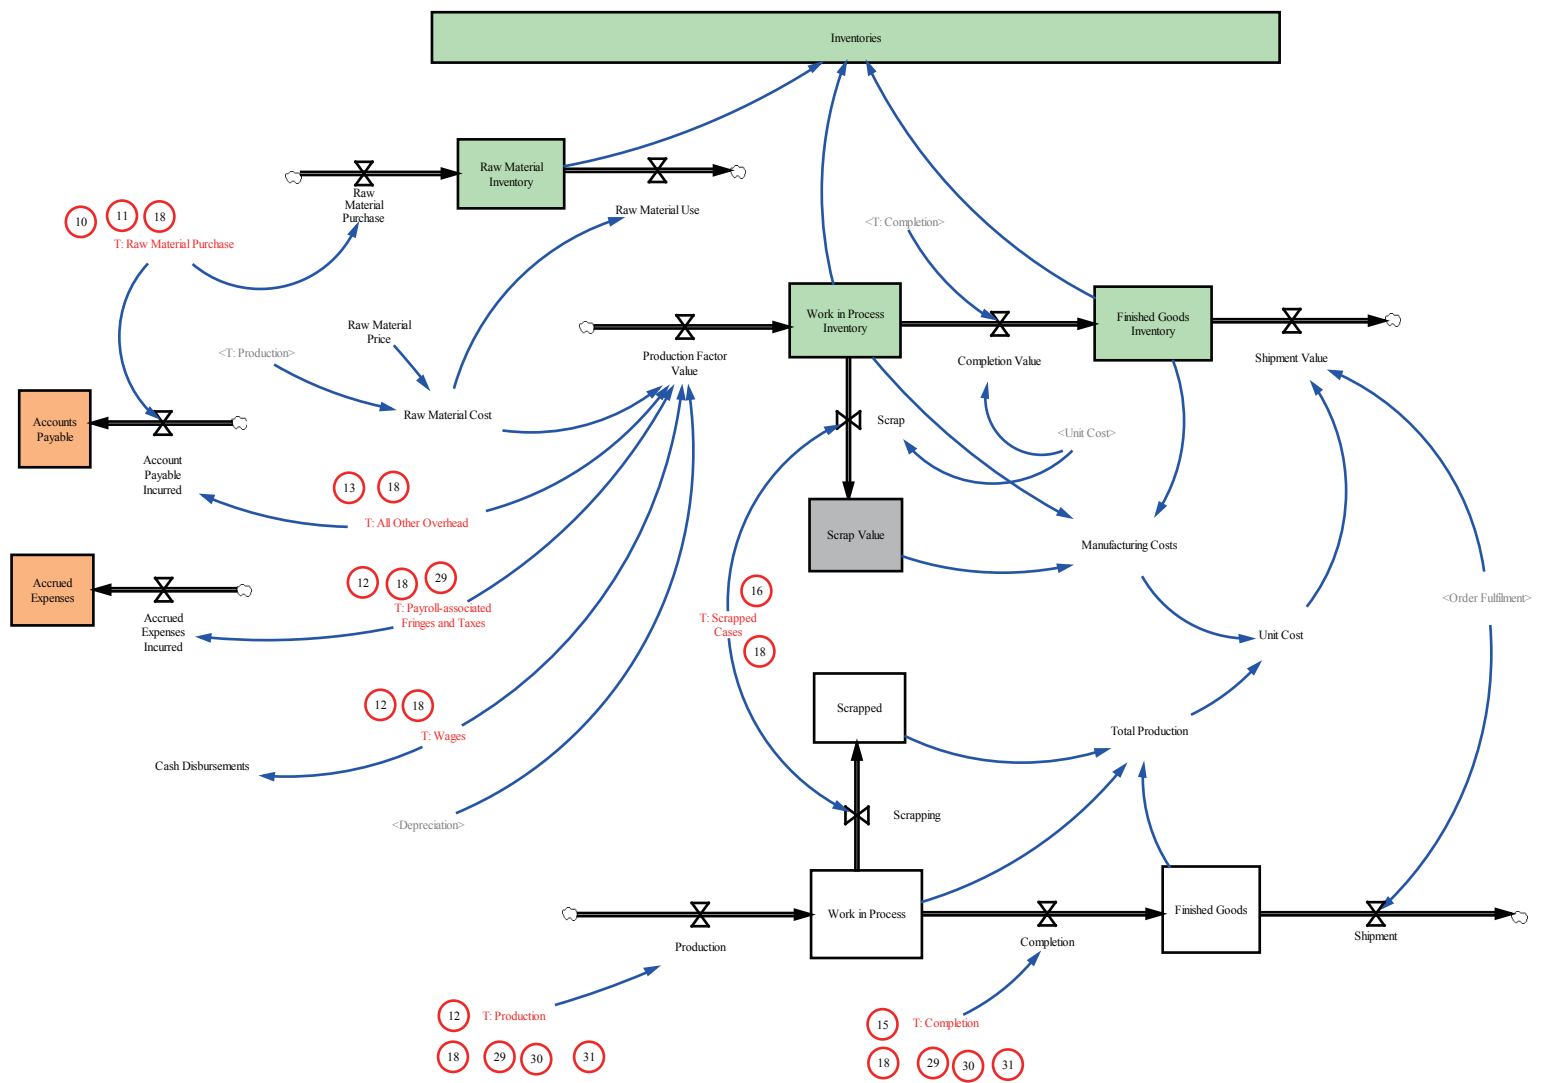 Inventories
Raw Material
Inventory
Raw
Material
Purchase
Raw Material Use
10
11
18
T: Raw Material Purchase
<T: Completion>
Raw Material
Price
<T: Production>
Work in Process
Inventory
Finished Goods
Inventory
Production Factor
Value
Completion Value
Shipment Value
Accounts
Payable
Raw Material Cost
Scrap
<Unit Cost>
Account
Payable
Incurred
13
18
T: All Other Overhead
Scrap Value
Manufacturing Costs
Accrued
Expenses
12
18
29
T: Payroll-associated
Fringes and Taxes
16
T: Scrapped
Cases
18
<Order Fulfilment>
Accrued
Expenses
Incurred
Unit Cost
12
18
T: Wages
Scrapped
Total Production
Cash Disbursements
<Depreciation>
Scrapping
Work in Process
Finished Goods
Production
Completion
Shipment
12
T: Production
18
29
30
31
15
T: Completion
18
29
30
31